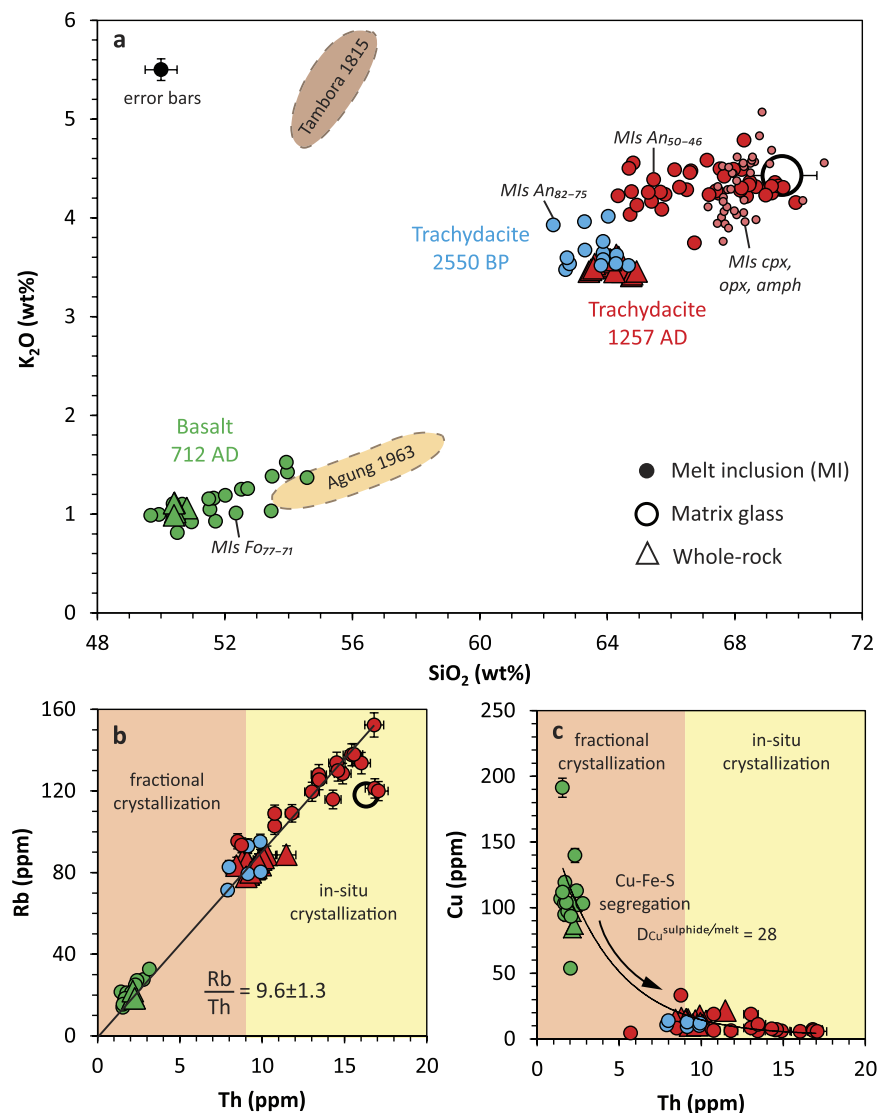 a
6
5
4
3
2
1
0
K₂O (wt%)
error bars
Tambora 1815
MIs An₅₀₋₄₆
MIs An₈₂₋₇₅
Trachydacite
2550 BP
MIs cpx,
opx, amph
Trachydacite
1257 AD
Basalt
712 AD
Agung 1963
MIs Fo₇₇₋₇₁
Melt inclusion (MI)
Matrix glass
Whole-rock
48 52 56 60 64 68 72
SiO₂ (wt%)
b
160
120
80
40
0
Rb (ppm)
fractional
crystallization
in-situ
crystallization
Rb
Th
= 9.6±1.3
0 5 10 15 20
Th (ppm)
c
250
200
150
100
50
0
Cu (ppm)
fractional
crystallization
in-situ
crystallization
Cu-Fe-S
segregation
D_Cu^sulphide/melt = 28
0 5 10 15 20
Th (ppm)